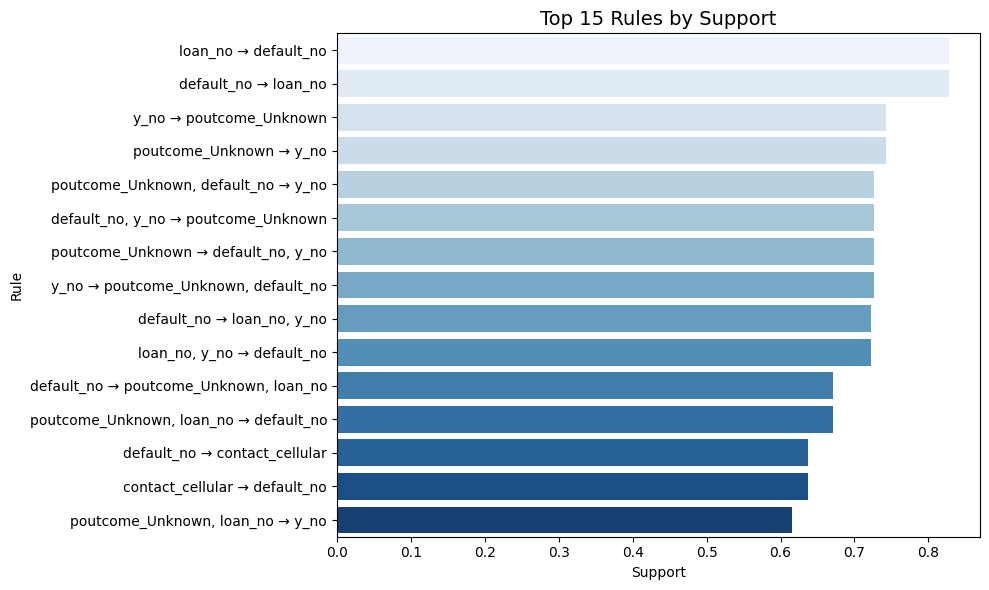 Top 15 Rules by Support
Rule
loan_no → default_no
default_no → loan_no
y_no → poutcome_Unknown
poutcome_Unknown → y_no
poutcome_Unknown, default_no → y_no
default_no, y_no → poutcome_Unknown
poutcome_Unknown → default_no, y_no
y_no → poutcome_Unknown, default_no
default_no → loan_no, y_no
loan_no, y_no → default_no
default_no → poutcome_Unknown, loan_no
poutcome_Unknown, loan_no → default_no
default_no → contact_cellular
contact_cellular → default_no
poutcome_Unknown, loan_no → y_no
0.0 0.1 0.2 0.3 0.4 0.5 0.6 0.7 0.8
Support